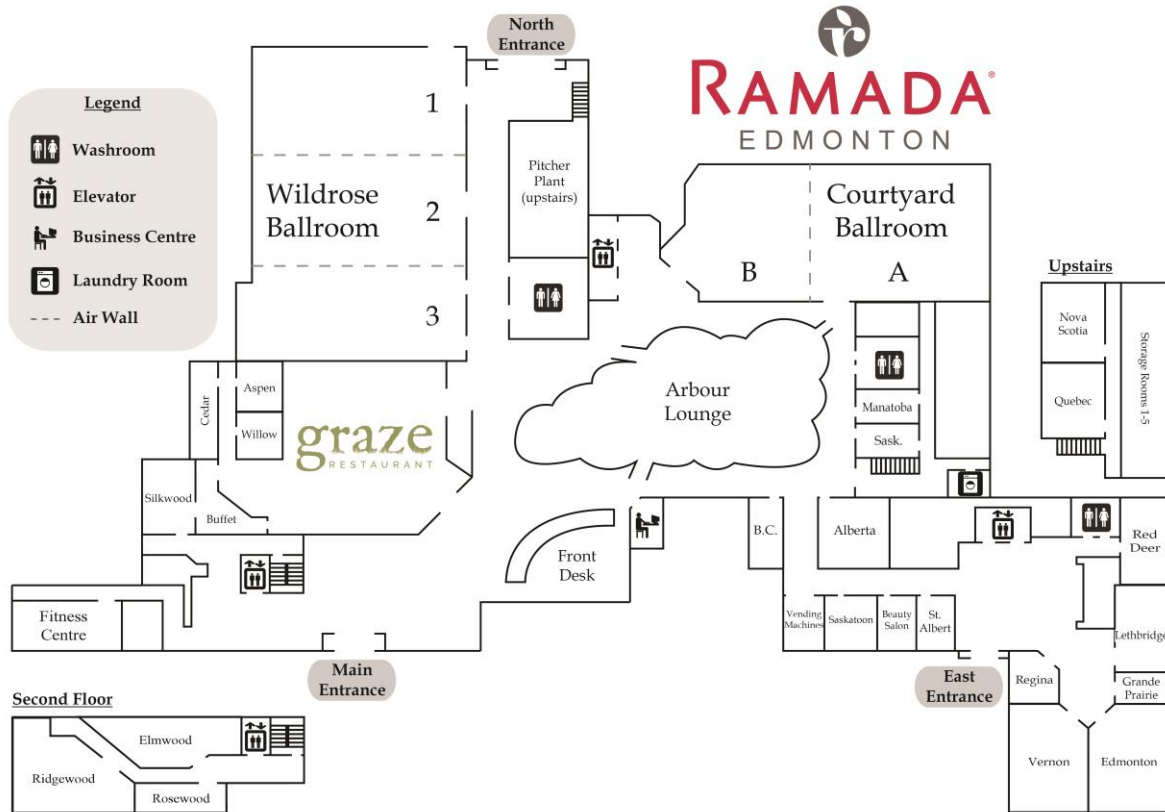 North
Entrance
RAMADA®
EDMONTON
Legend
Washroom
Elevator
Business Centre
Laundry Room
Air Wall
1
Wildrose
Ballroom
2
3
Pitcher
Plant
(upstairs)
Courtyard
Ballroom
B
A
Upstairs
Nova
Scotia
Quebec
Storage Rooms 1-5
Cedar
Aspen
Willow
graze
RESTAURANT
Arbour
Lounge
Manatoba
Sask.
Silkwood
Buffet
Front
Desk
B.C.
Alberta
Red
Deer
Fitness
Centre
Vending
Machines
Saskatoon
Beauty
Salon
St.
Albert
Lethbridge
Main
Entrance
East
Entrance
Regina
Grande
Prairie
Vernon
Edmonton
Second Floor
Elmwood
Ridgewood
Rosewood